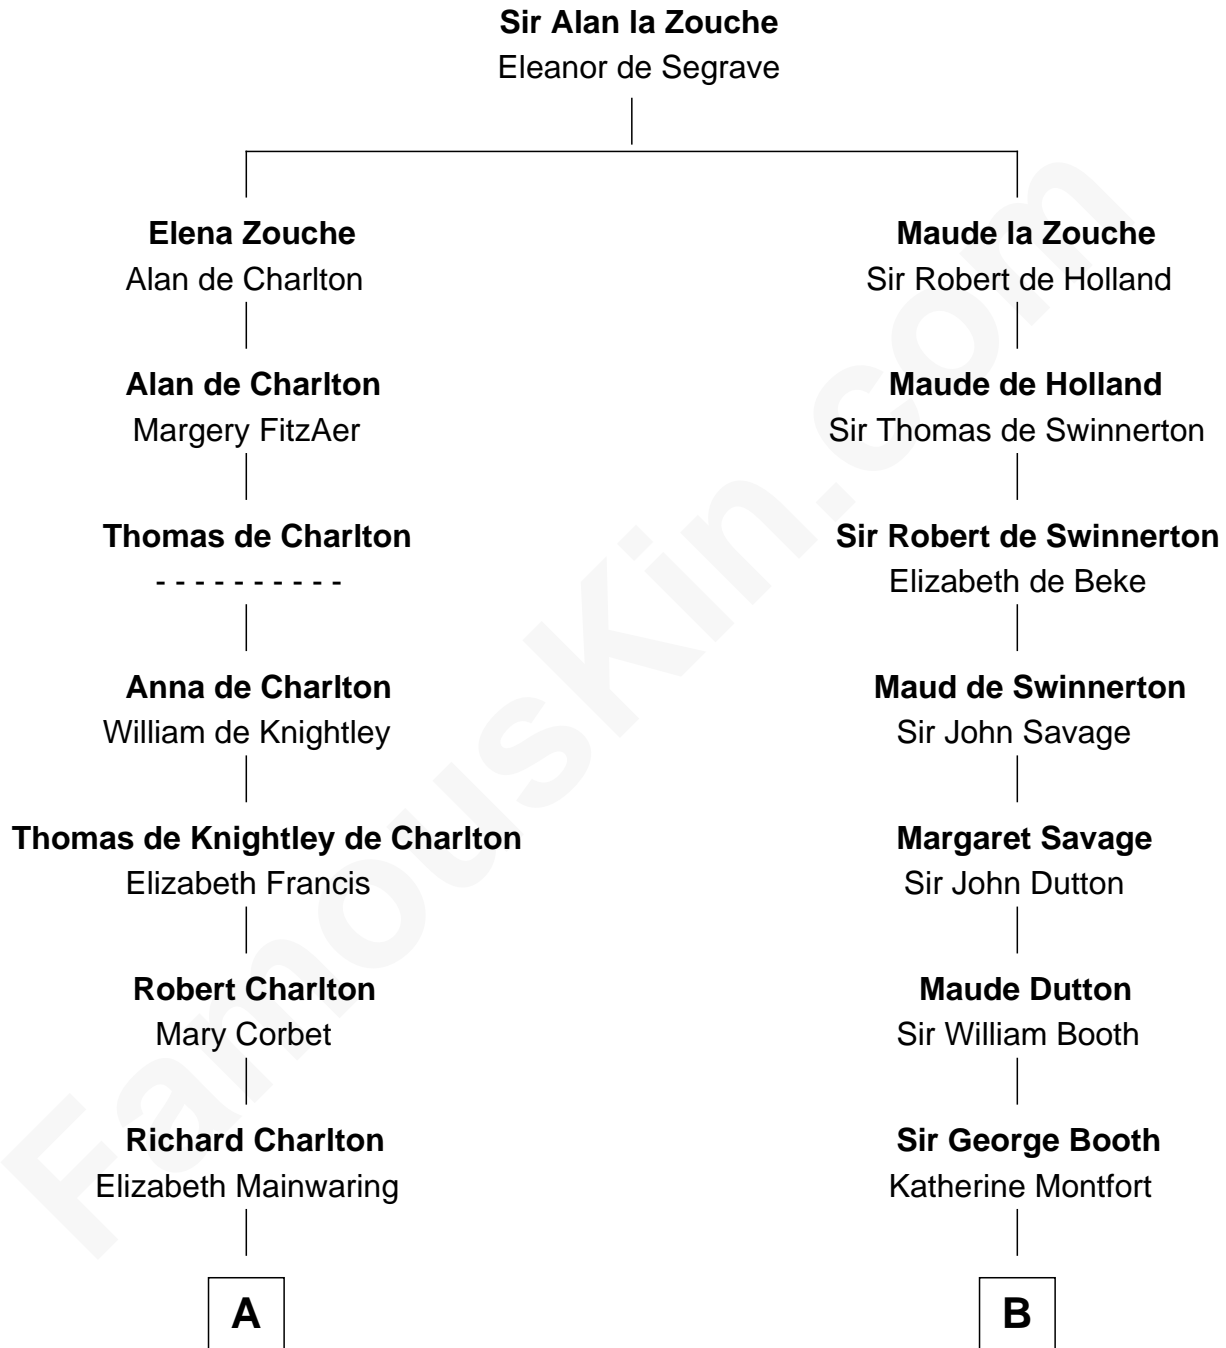 Sir Alan la Zouche
Eleanor de Segrave
Elena Zouche
Alan de Charlton
Maude la Zouche
Sir Robert de Holland
Alan de Charlton
Margery FitzAer
Maude de Holland
Sir Thomas de Swinnerton
Thomas de Charlton
- - - - - - - - - -
Sir Robert de Swinnerton
Elizabeth de Beke
Anna de Charlton
William de Knightley
Maud de Swinnerton
Sir John Savage
Thomas de Knightley de Charlton
Elizabeth Francis
Margaret Savage
Sir John Dutton
Robert Charlton
Mary Corbet
Maude Dutton
Sir William Booth
Richard Charlton
Elizabeth Mainwaring
Sir George Booth
Katherine Montfort
A
B
FamousKin.com